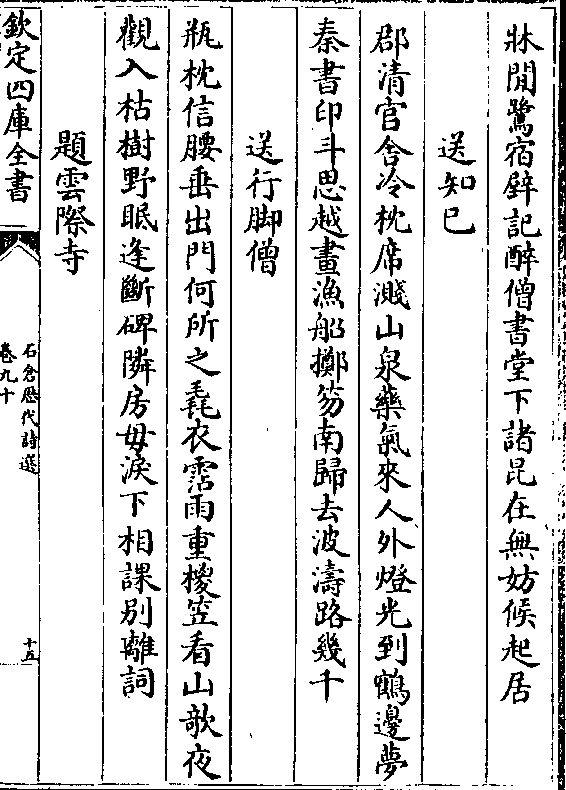 牀閒鷺宿壁記醉僧書堂下諸昆在無妨候起居
送知己
郡清官舍冷枕席濺山泉藥氣來人外燈光到鶴邊夢
秦書印斗思越畫漁船擲笏南歸去波濤路幾千
送行脚僧
瓶枕信腰垂出門何所之毳衣霑雨重椶笠看山欹夜
觀入枯樹野眠逢斷碑隣房毋淚下相課别離詞
題雲際寺
欽定四庫全書
石倉歴代詩選
卷九十
十五